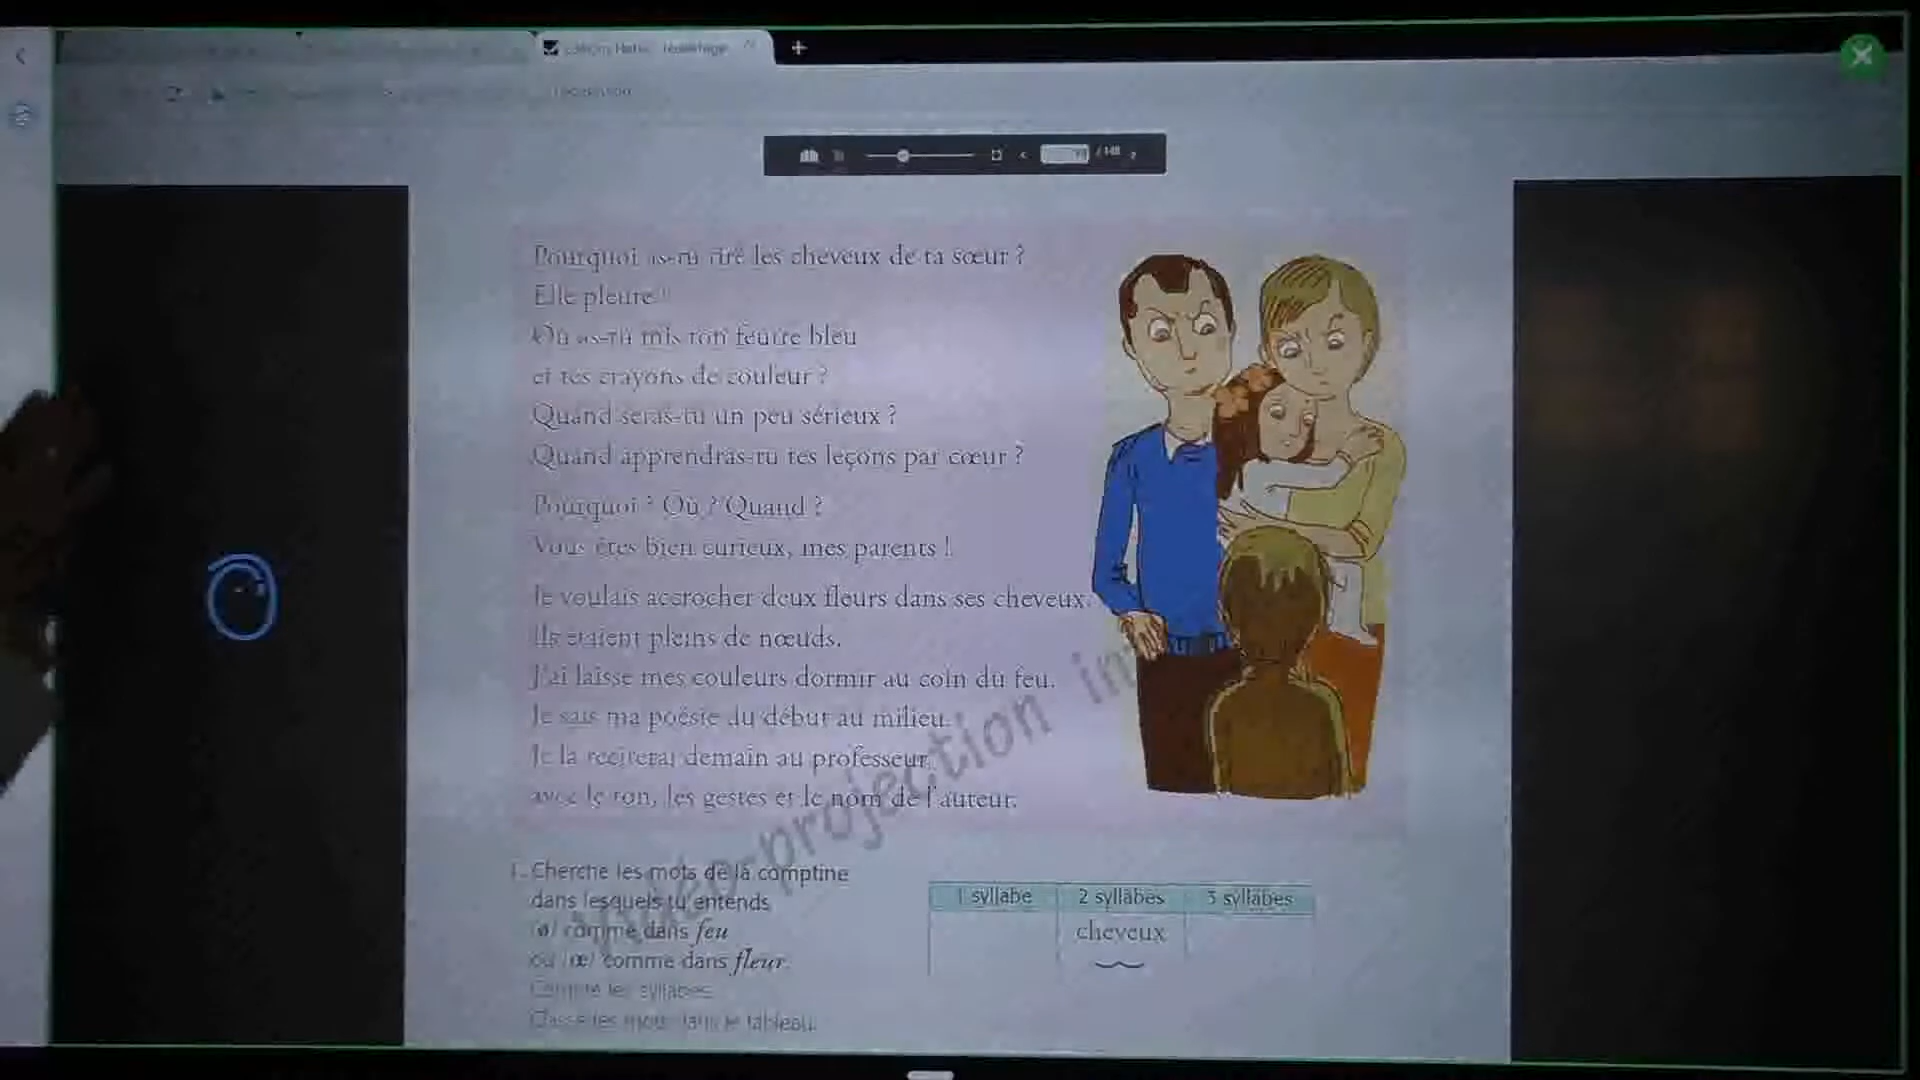 / 148
Pourquoi as-tu tiré les cheveux de ta sœur ?
Elle pleure !
Où as-tu mis ton feutre bleu
et tes crayons de couleur ?
Quand seras-tu un peu sérieux ?
Quand apprendras-tu tes leçons par cœur ?
Pourquoi ? Où ? Quand ?
Vous êtes bien curieux, mes parents !
Je voulais accrocher deux fleurs dans ses cheveux.
Ils étaient pleins de nœuds.
J'ai laissé mes couleurs dormir au coin du feu.
Je sais ma poésie du début au milieu.
Je la réciterai demain au professeur
avec le ton, les gestes et le nom de l'auteur.
Vidéo-projection in
1. Cherche les mots de la comptine
dans lesquels tu entends
/ø/ comme dans feu
ou /œ/ comme dans fleur.
Compte les syllabes.
Classe les mots dans le tableau.
1 syllabe 2 syllabes 3 syllabes
cheveux